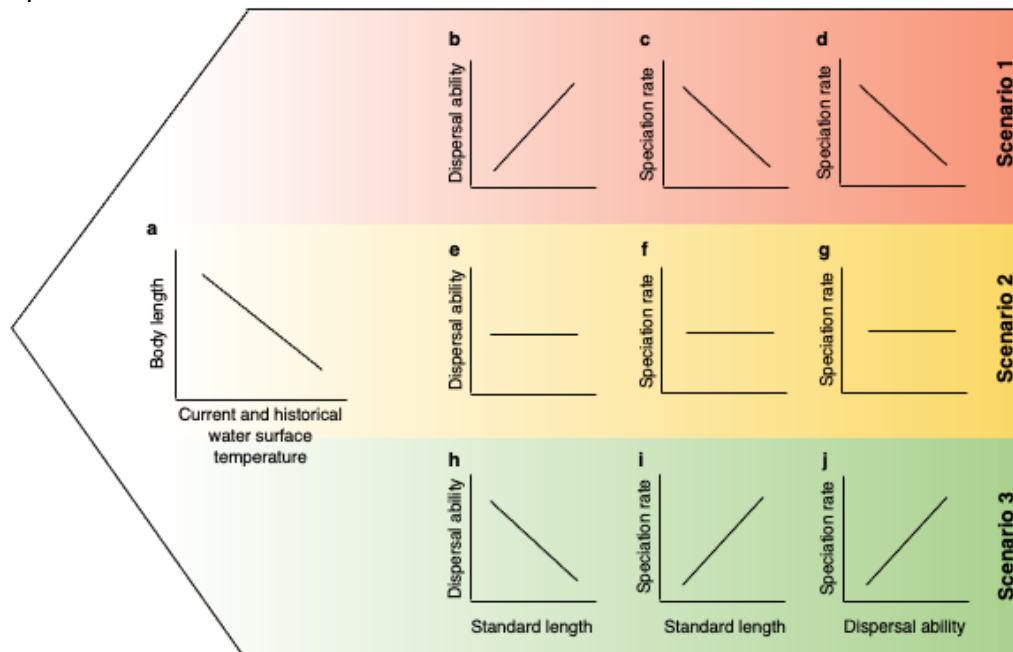 b
c
d
Dispersal ability
Speciation rate
Speciation rate
Scenario 1
a
Body length
Current and historical
water surface
temperature
e
f
g
Dispersal ability
Speciation rate
Speciation rate
Scenario 2
h
i
j
Dispersal ability
Speciation rate
Speciation rate
Scenario 3
Standard length
Standard length
Dispersal ability